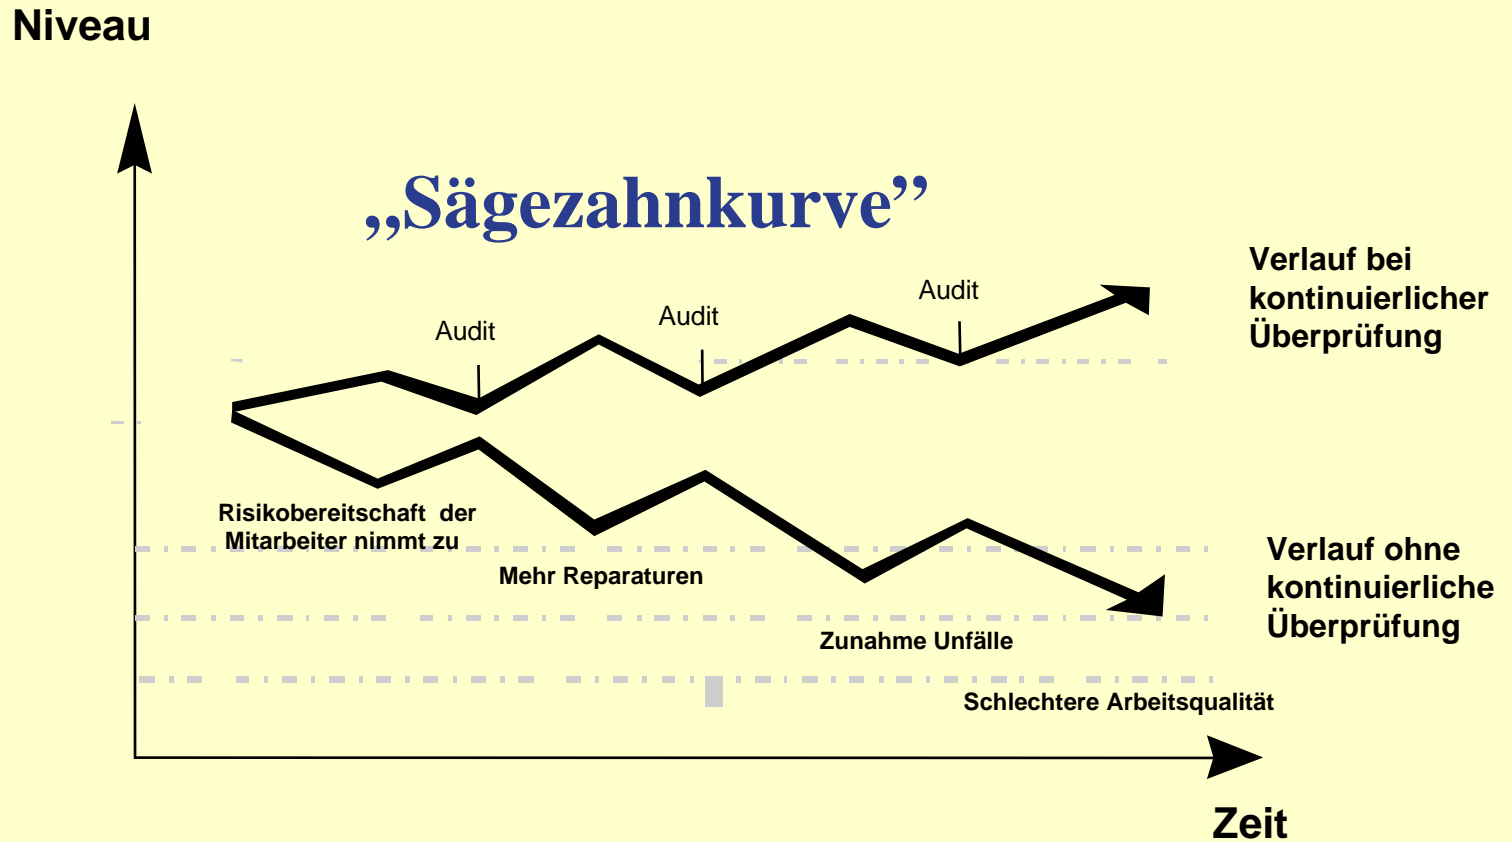 Niveau
„Sägezahnkurve”
Verlauf bei
kontinuierlicher
Überprüfung
Audit
Audit
Audit
Risikobereitschaft der
Mitarbeiter nimmt zu
Mehr Reparaturen
Verlauf ohne
kontinuierliche
Überprüfung
Zunahme Unfälle
Schlechtere Arbeitsqualität
Zeit